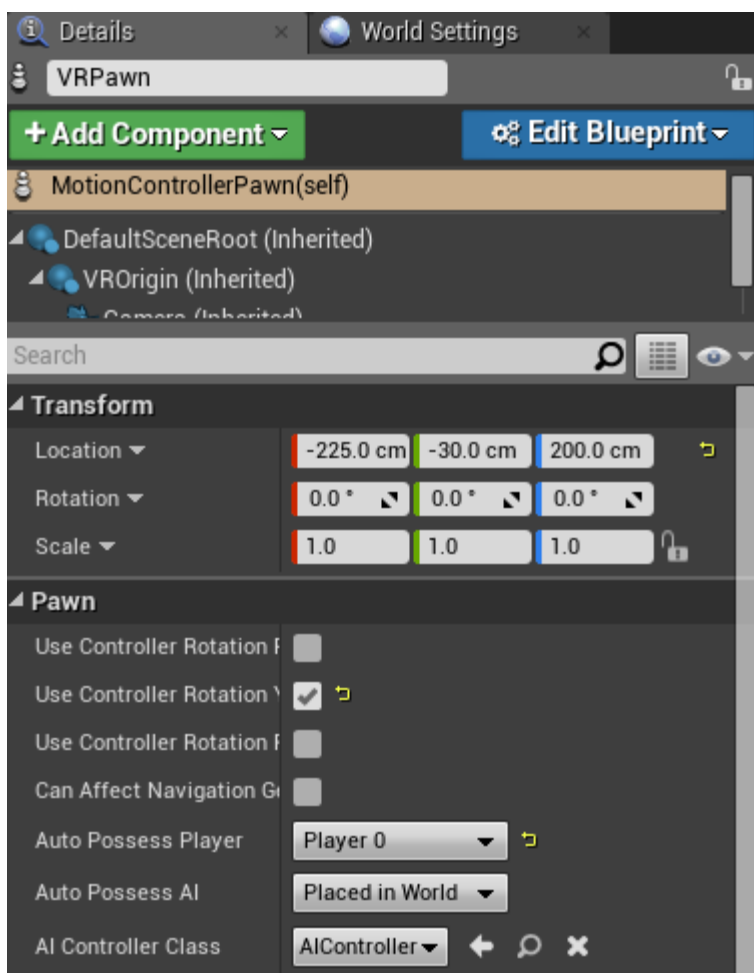 Details World Settings
VRPawn
+Add Component Edit Blueprint
MotionControllerPawn(self)
DefaultSceneRoot (Inherited)
VROrigin (Inherited)
Camera (Inherited)
Search
Transform
Location -225.0 cm -30.0 cm 200.0 cm
Rotation 0.0 ° 0.0 ° 0.0 °
Scale 1.0 1.0 1.0
Pawn
Use Controller Rotation P
Use Controller Rotation Y
Use Controller Rotation R
Can Affect Navigation Ge
Auto Possess Player Player 0
Auto Possess AI Placed in World
AI Controller Class AIController